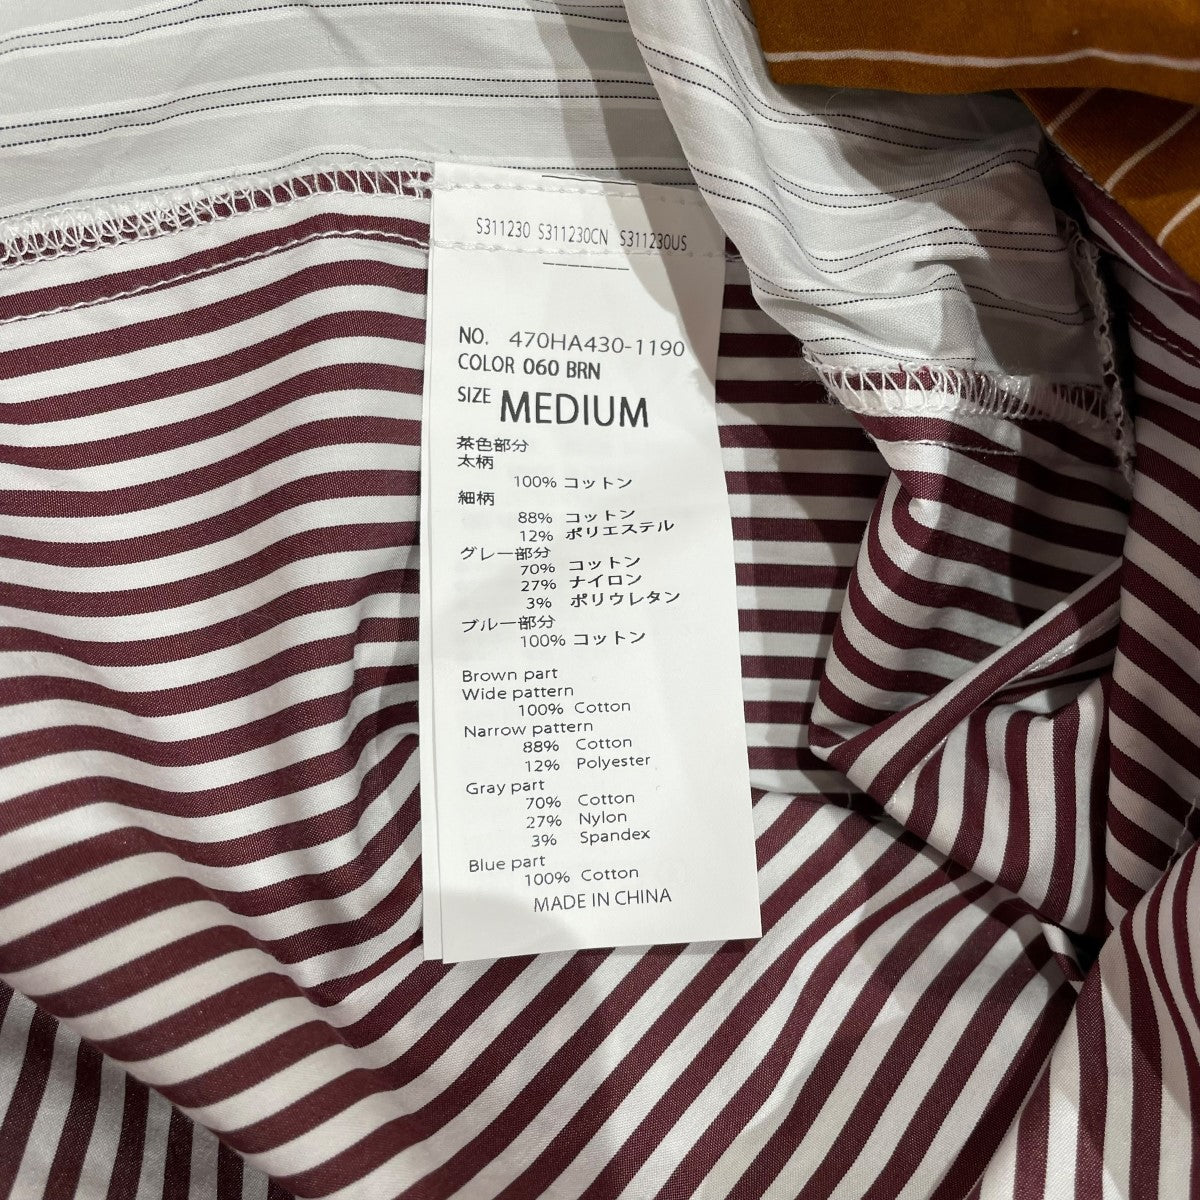 S311230 S311230CN S311230US
NO. 470HA430-1190
COLOR 060 BRN
SIZE MEDIUM
茶色部分
太柄
100% コットン
細柄
88% コットン
12% ポリエステル
グレー部分
70% コットン
27% ナイロン
3% ポリウレタン
ブルー部分
100% コットン
Brown part
Wide pattern
100% Cotton
Narrow pattern
88% Cotton
12% Polyester
Gray part
70% Cotton
27% Nylon
3% Spandex
Blue part
100% Cotton
MADE IN CHINA